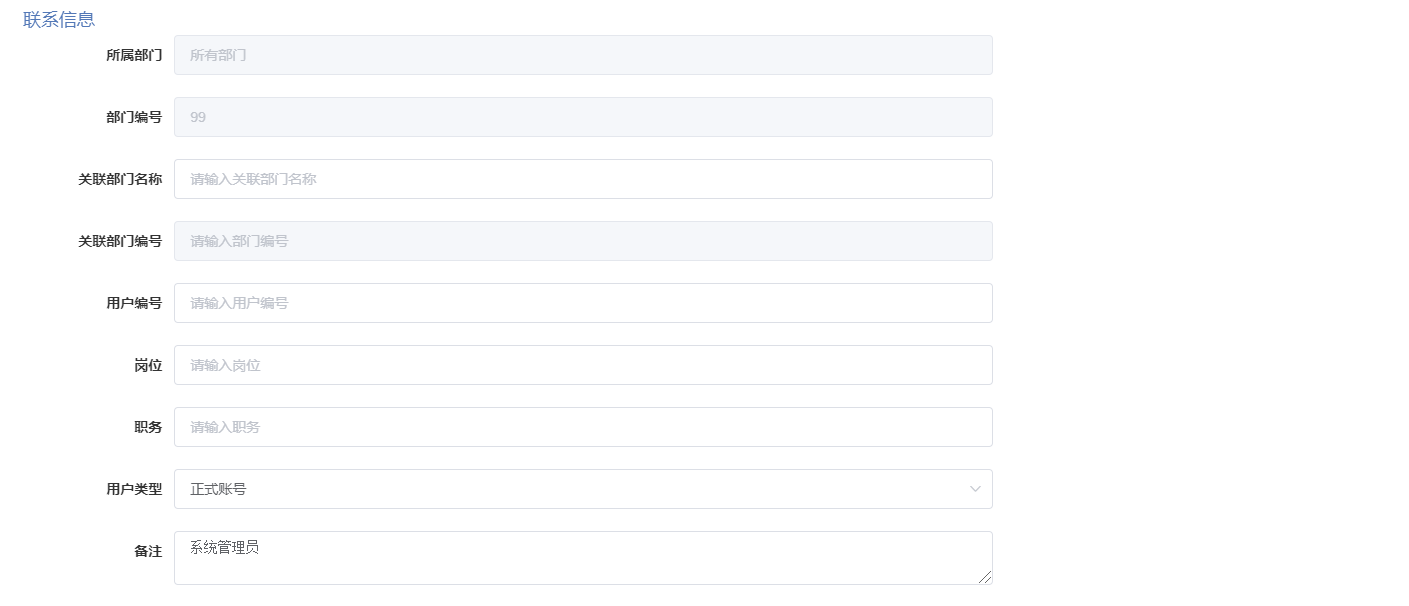 联系信息
所属部门 所有部门
部门编号 99
关联部门名称 请输入关联部门名称
关联部门编号 请输入部门编号
用户编号 请输入用户编号
岗位 请输入岗位
职务 请输入职务
用户类型 正式账号
备注 系统管理员